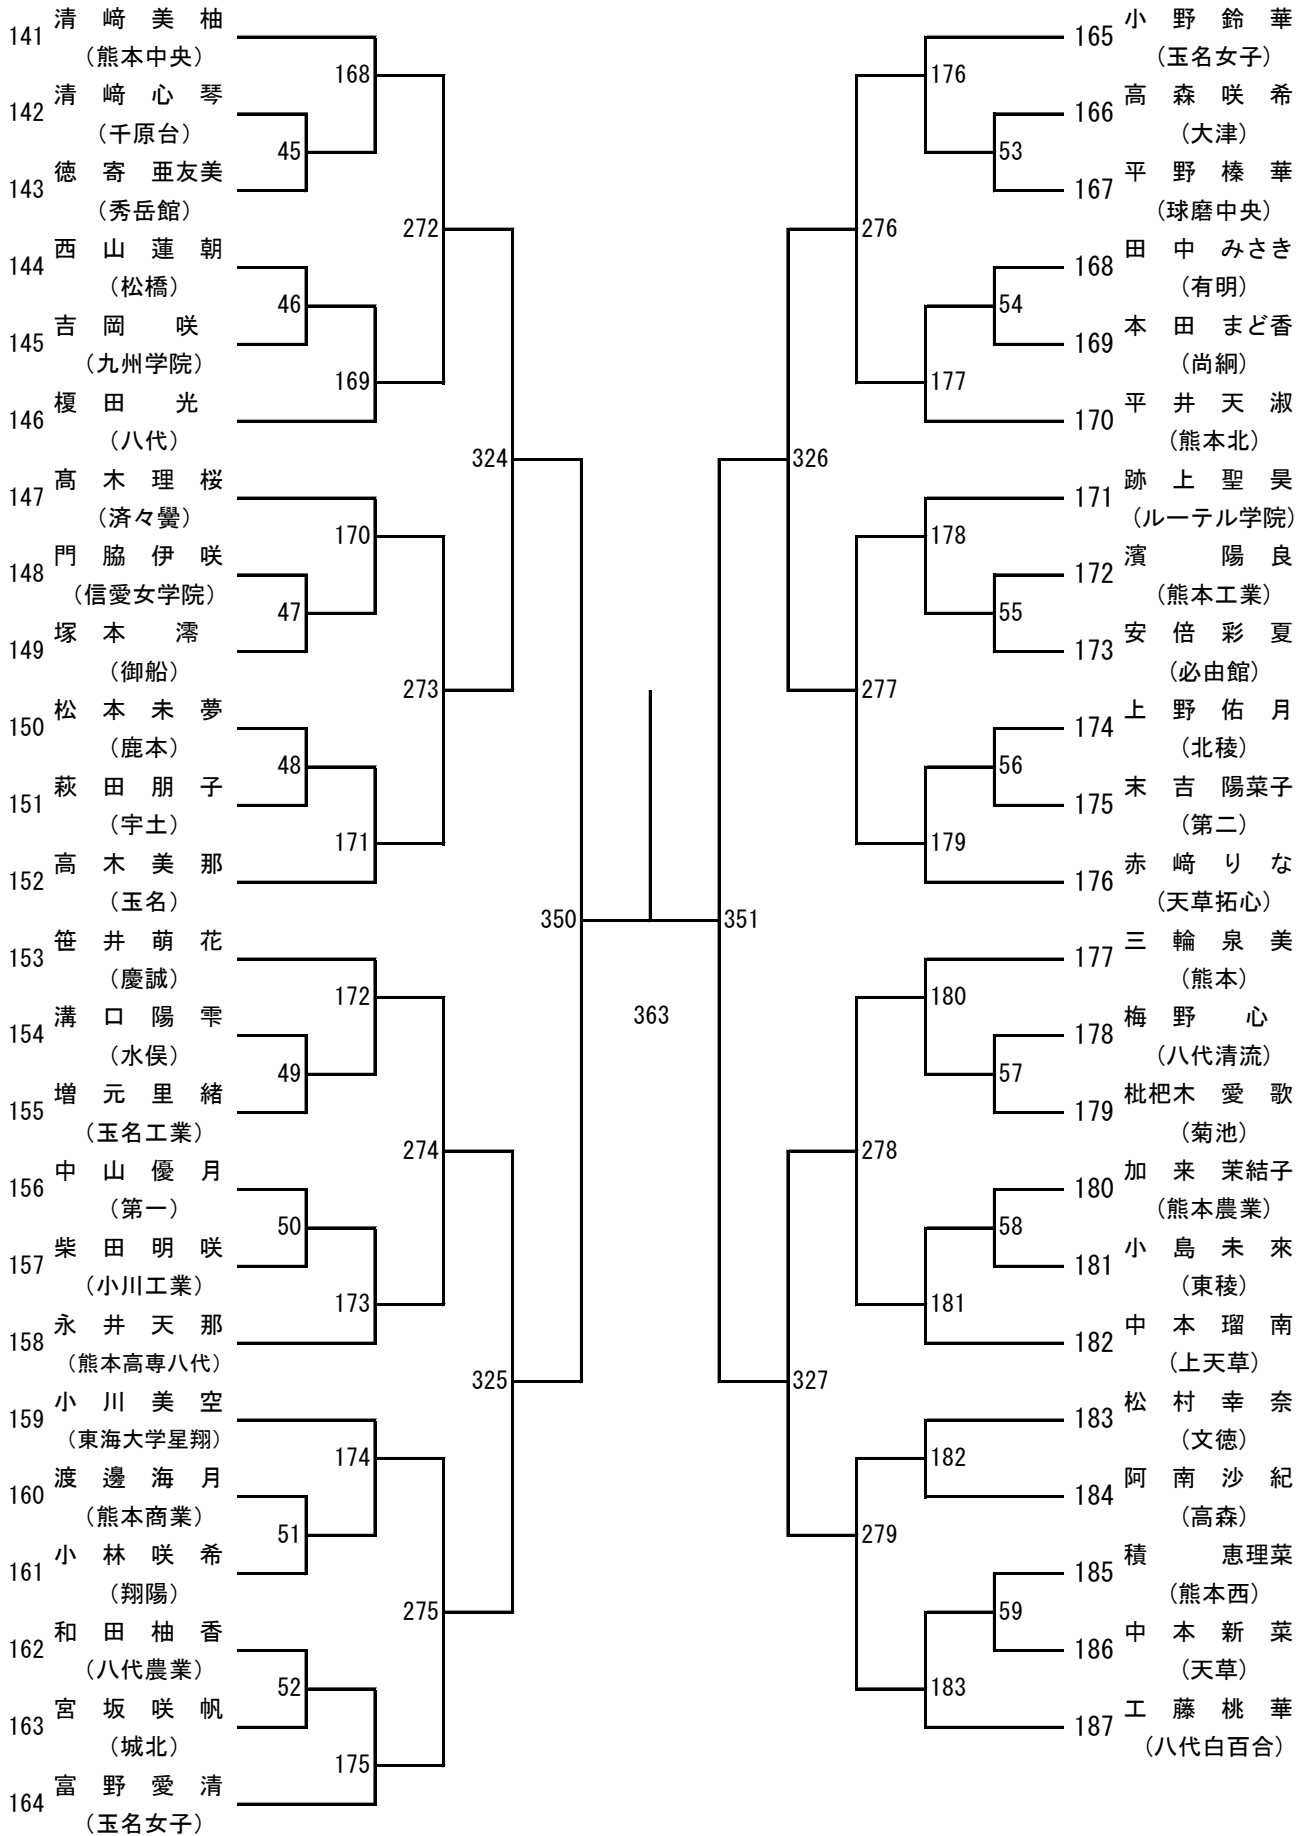 141 清﨑美柚
(熊本中央)
142 清﨑心琴
(千原台)
143 徳寄亜友美
(秀岳館)
144 西山蓮朝
(松橋)
145 吉岡咲
(九州学院)
146 榎田光
(八代)
147 髙木理桜
(済々黌)
148 門脇伊咲
(信愛女学院)
149 塚本澪
(御船)
150 松本未夢
(鹿本)
151 萩田朋子
(宇土)
152 高木美那
(玉名)
153 笹井萌花
(慶誠)
154 溝口陽雫
(水俣)
155 増元里緒
(玉名工業)
156 中山優月
(第一)
157 柴田明咲
(小川工業)
158 永井天那
(熊本高専八代)
159 小川美空
(東海大学星翔)
160 渡邊海月
(熊本商業)
161 小林咲希
(翔陽)
162 和田柚香
(八代農業)
163 宮坂咲帆
(城北)
164 富野愛清
(玉名女子)
45
46
47
48
49
50
51
52
168
169
170
171
172
173
174
175
272
273
274
275
324
325
350
363
351
326
327
276
277
278
279
176
177
178
179
180
181
182
183
53
54
55
56
57
58
59
165 小野鈴華
(玉名女子)
166 高森咲希
(大津)
167 平野榛華
(球磨中央)
168 田中みさき
(有明)
169 本田まど香
(尚絅)
170 平井天淑
(熊本北)
171 跡上聖昊
(ルーテル学院)
172 濱陽良
(熊本工業)
173 安倍彩夏
(必由館)
174 上野佑月
(北稜)
175 末吉陽菜子
(第二)
176 赤﨑りな
(天草拓心)
177 三輪泉美
(熊本)
178 梅野心
(八代清流)
179 枇杷木愛歌
(菊池)
180 加来茉結子
(熊本農業)
181 小島未來
(東稜)
182 中本瑠南
(上天草)
183 松村幸奈
(文徳)
184 阿南沙紀
(高森)
185 積恵理菜
(熊本西)
186 中本新菜
(天草)
187 工藤桃華
(八代白百合)